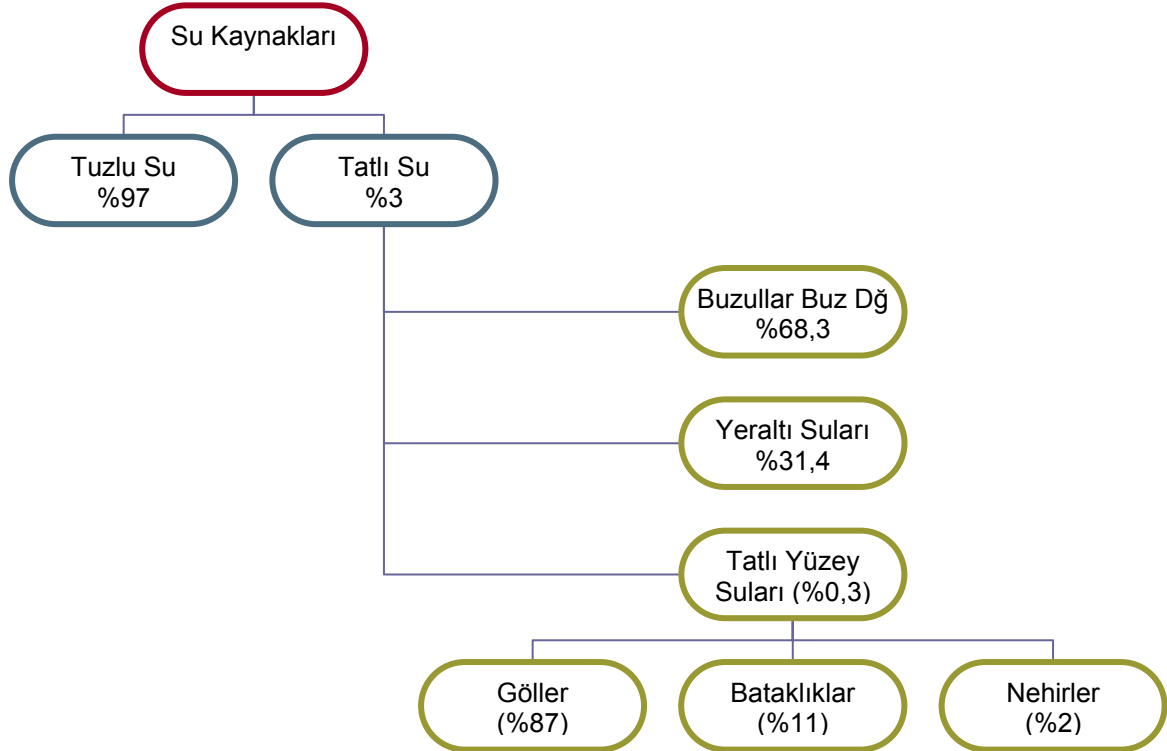 Su Kaynakları
Tuzlu Su
%97
Tatlı Su
%3
Buzullar Buz Dğ
%68,3
Yeraltı Suları
%31,4
Tatlı Yüzey
Suları (%0,3)
Göller
(%87)
Bataklıklar
(%11)
Nehirler
(%2)